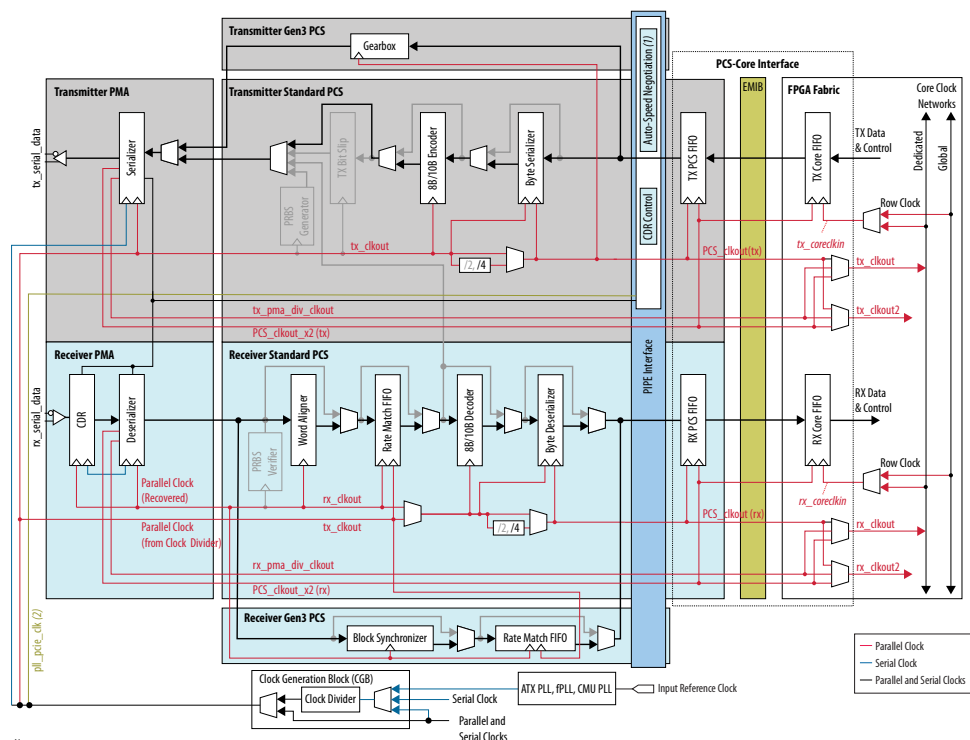 Transmitter Gen3 PCS
Gearbox
PCS-Core Interface
Transmitter PMA
Transmitter Standard PCS
EMIB
FPGA Fabric
Core Clock
Networks
Auto-Speed Negotiation (1)
CDR Control
PIPE Interface
tx_serial_data
Serializer
TX Bit Slip
PRBS
Generator
8B/10B Encoder
Byte Serializer
TX PCS FIFO
TX Core FIFO
TX Data
& Control
Dedicated
Global
Row Clock
tx_coreclkin
tx_clkout
/2, /4
PCS_clkout(tx)
tx_clkout
tx_pma_div_clkout
tx_clkout2
PCS_clkout_x2 (tx)
Receiver PMA
Receiver Standard PCS
rx_serial_data
CDR
Deserializer
PRBS
Verifier
Word Aligner
Rate Match FIFO
8B/10B Decoder
Byte Deserializer
RX PCS FIFO
RX Core FIFO
RX Data
& Control
Row Clock
Parallel Clock
(Recovered)
rx_clkout
rx_coreclkin
tx_clkout
Parallel Clock
(from Clock Divider)
/2, /4
PCS_clkout (rx)
rx_clkout
rx_pma_div_clkout
rx_clkout2
PCS_clkout_x2 (rx)
Receiver Gen3 PCS
Block Synchronizer
Rate Match FIFO
pll_pcie_clk (2)
Clock Generation Block (CGB)
Clock Divider
Serial Clock
Parallel and
Serial Clocks
ATX PLL, fPLL, CMU PLL
Input Reference Clock
Parallel Clock
Serial Clock
Parallel and Serial Clocks